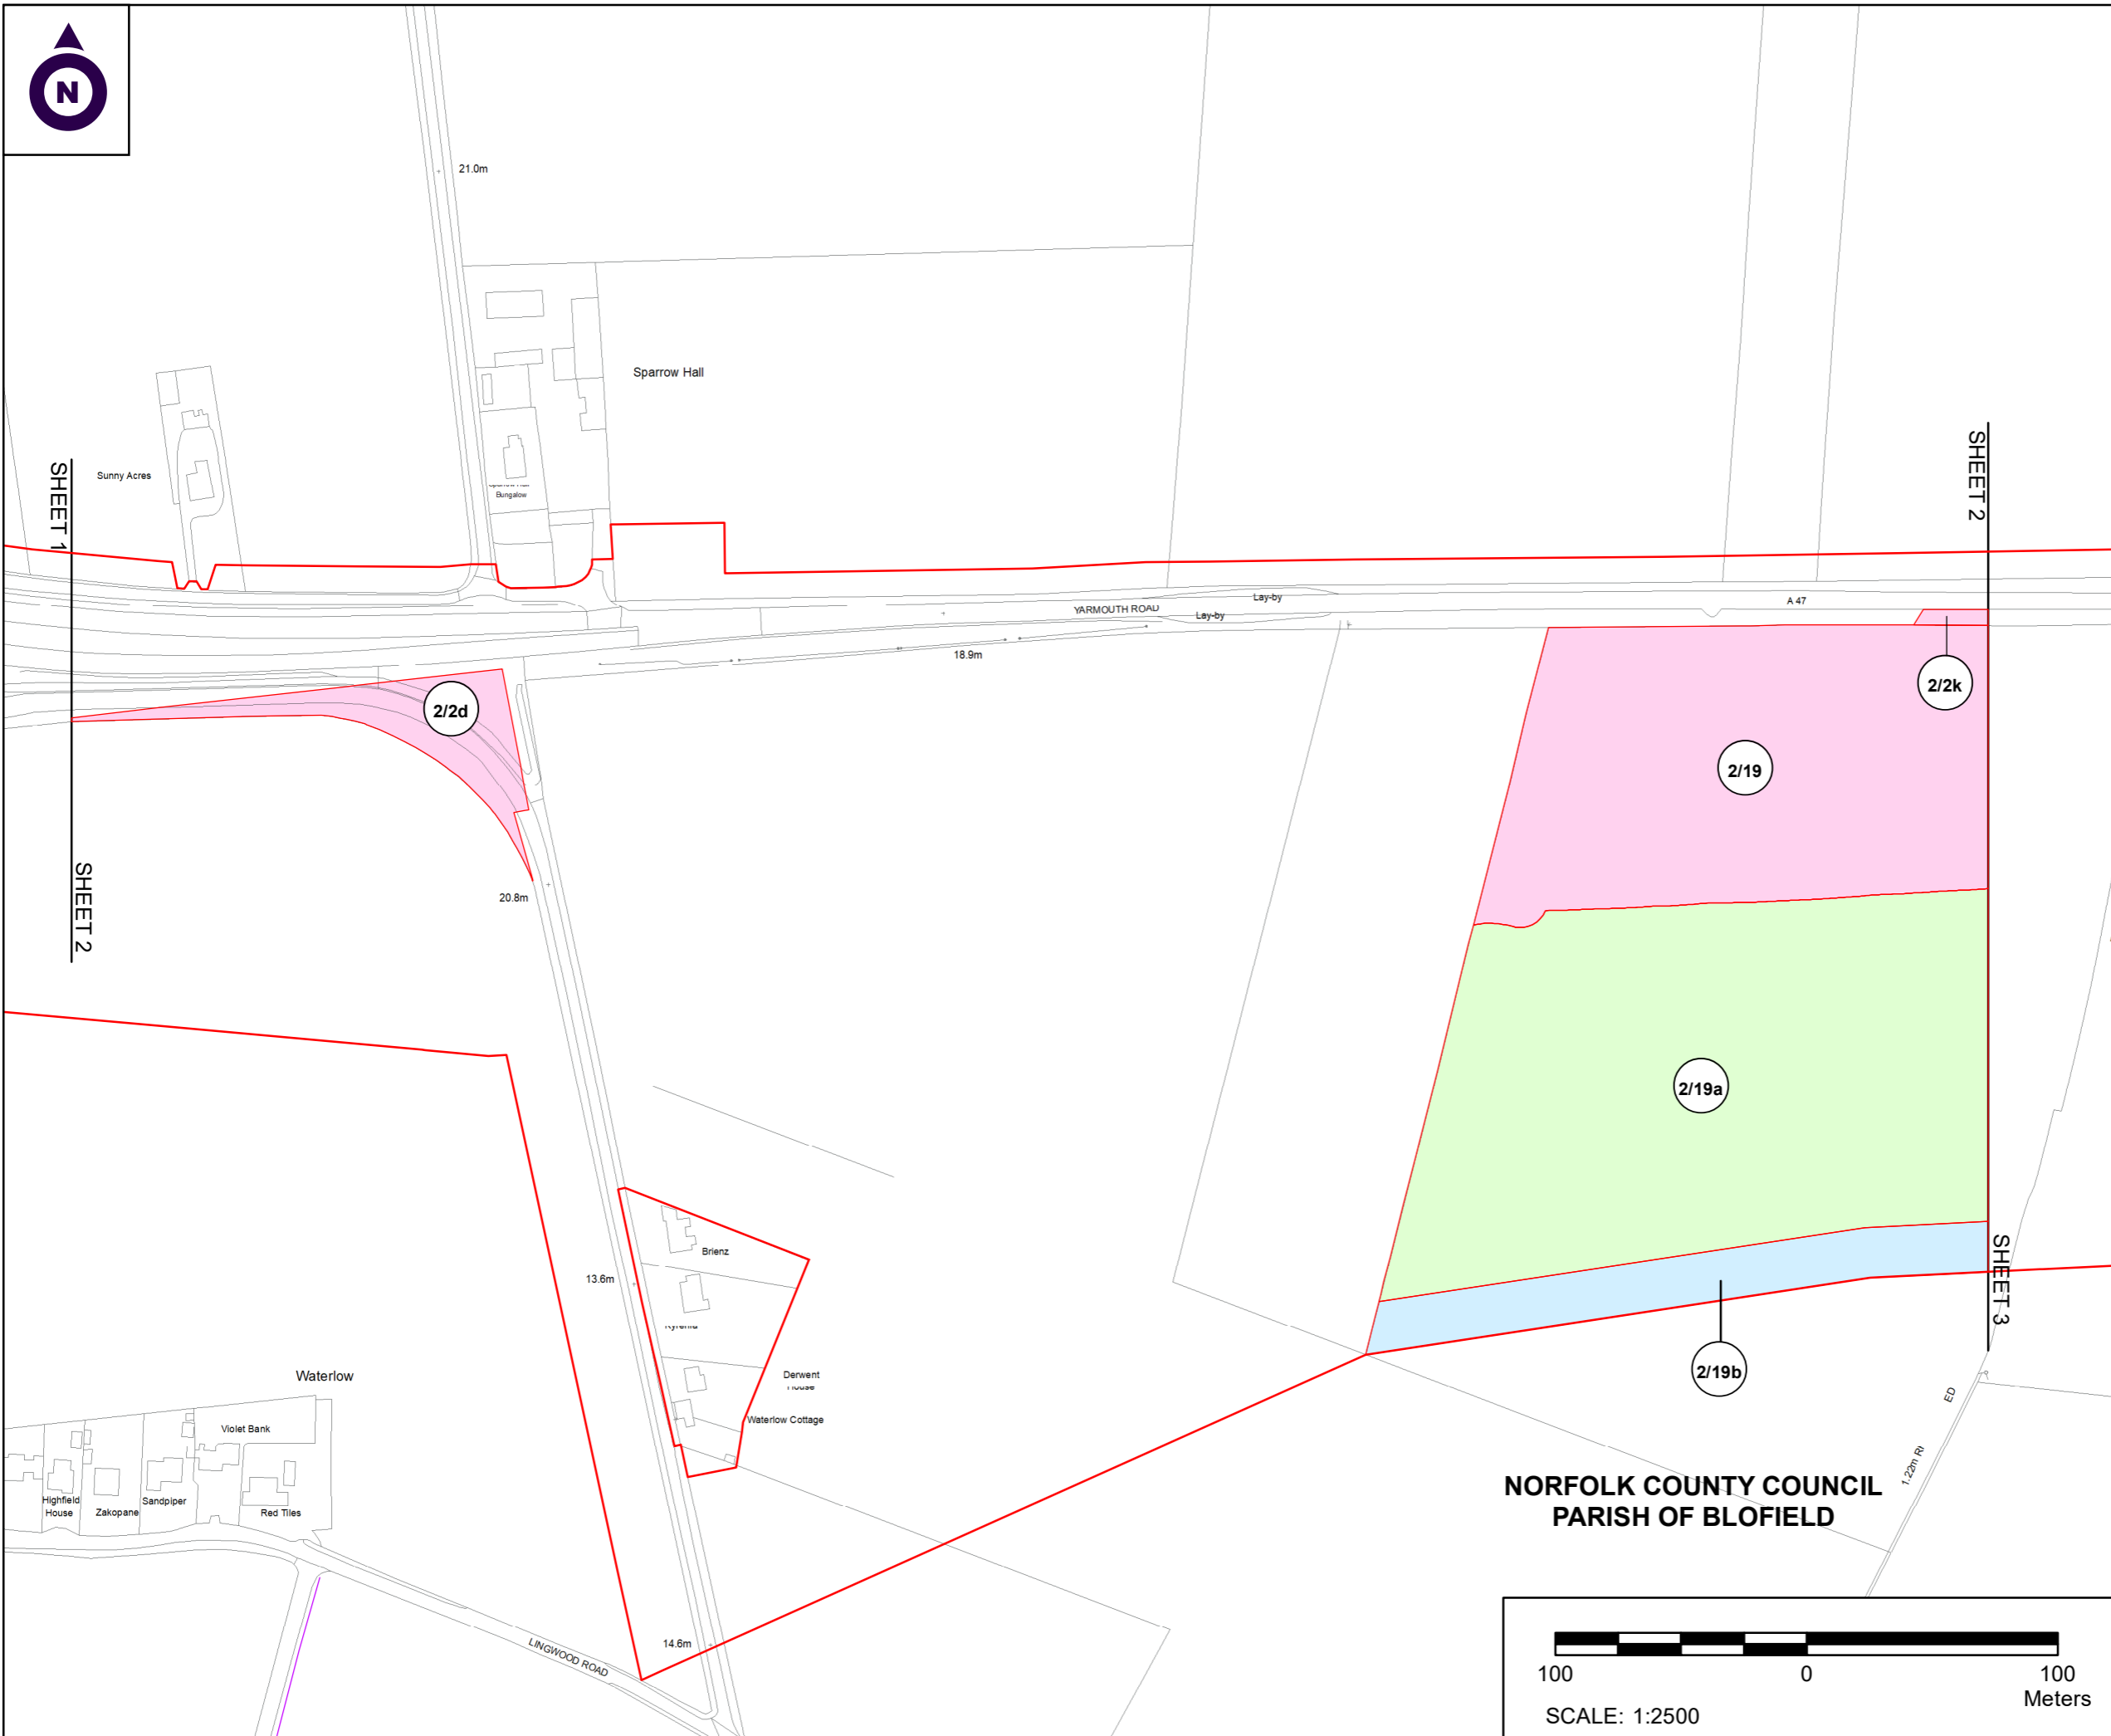 N
21.0m
Sparrow Hall
Sunny Acres
Bungalow
SHEET 1
SHEET 2
SHEET 2
SHEET 3
YARMOUTH ROAD
Lay-by
Lay-by
A 47
18.9m
2/2d
2/2k
2/19
2/19a
2/19b
20.8m
13.6m
Brienz
Derwent
Waterlow Cottage
Waterlow
Violet Bank
Highfield
House
Zakopane
Sandpiper
Red Tiles
LINGWOOD ROAD
14.6m
ED
1.22m RH
NORFOLK COUNTY COUNCIL
PARISH OF BLOFIELD
100 0 100
Meters
SCALE: 1:2500